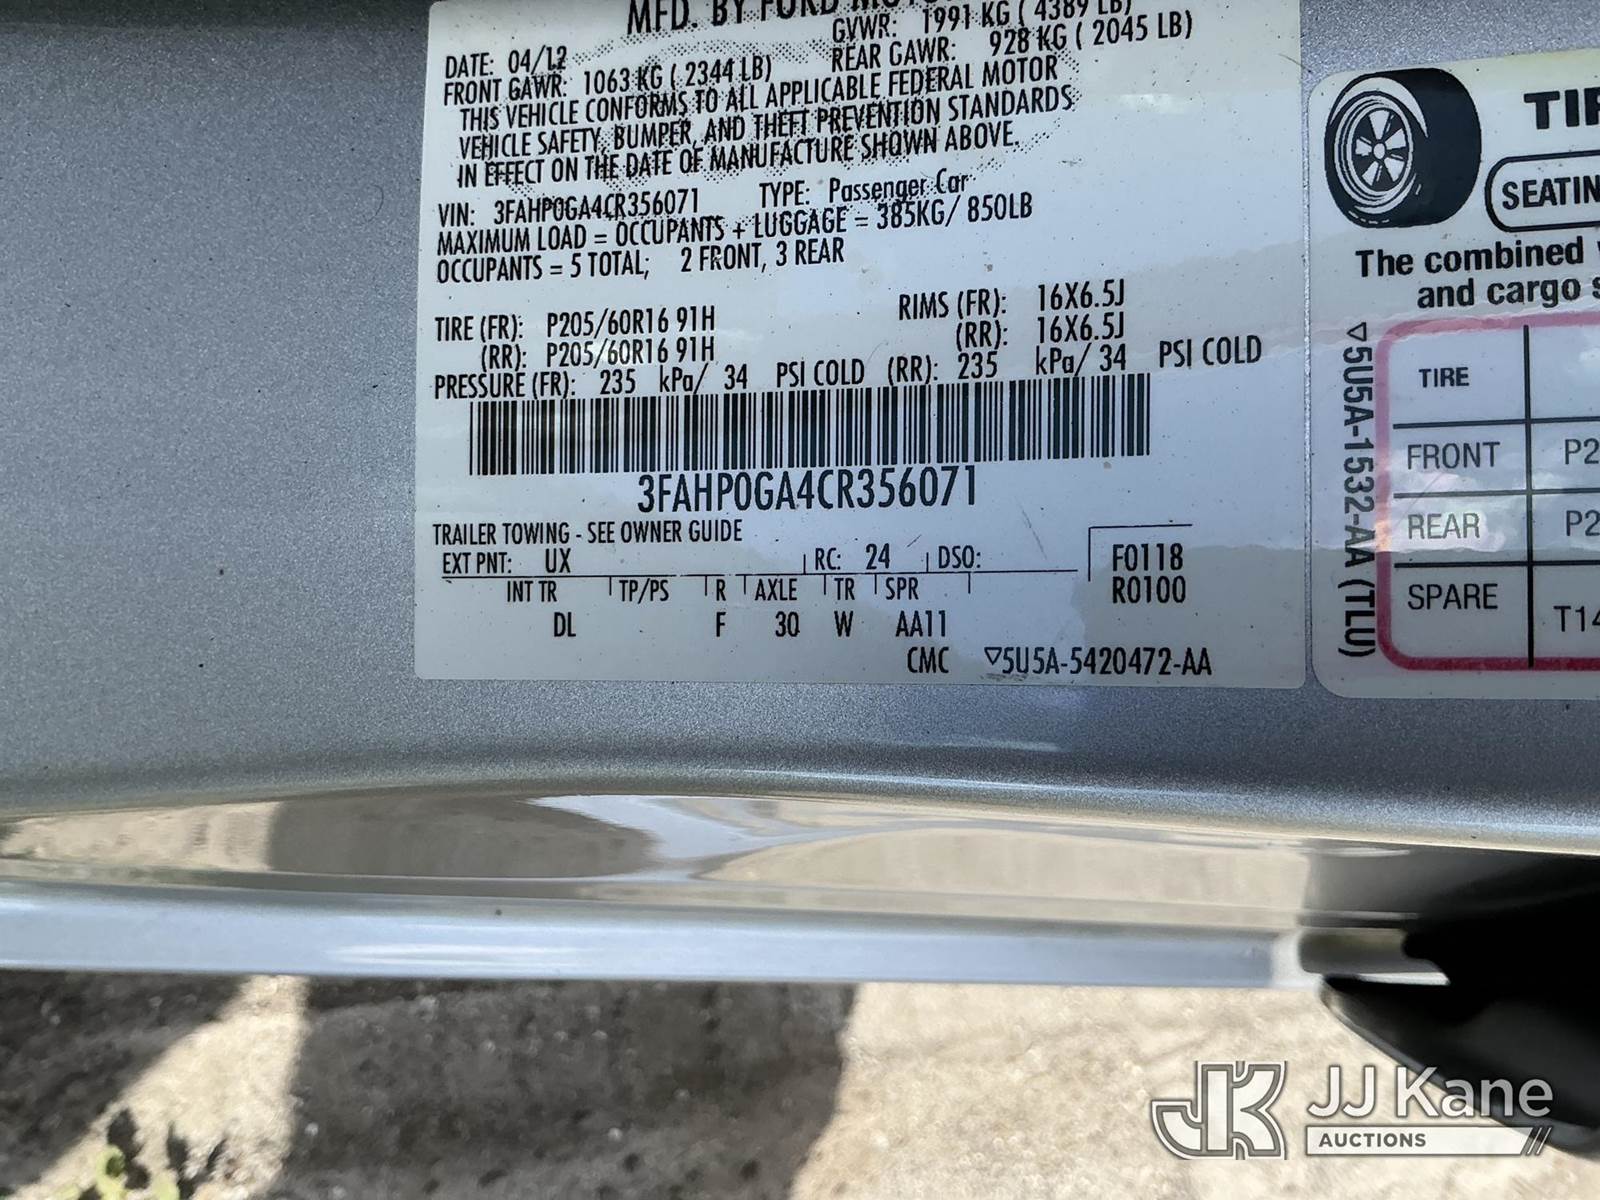 MFD. BY FORD MOTOR
DATE: 04/12 GVWR: 1991 KG ( 4389 LB)
FRONT GAWR: 1063 KG ( 2344 LB) REAR GAWR: 928 KG ( 2045 LB)
THIS VEHICLE CONFORMS TO ALL APPLICABLE FEDERAL MOTOR
VEHICLE SAFETY, BUMPER, AND THEFT PREVENTION STANDARDS
IN EFFECT ON THE DATE OF MANUFACTURE SHOWN ABOVE.
VIN: 3FAHP0GA4CR356071 TYPE: Passenger Car
MAXIMUM LOAD = OCCUPANTS + LUGGAGE = 385KG/ 850LB
OCCUPANTS = 5 TOTAL; 2 FRONT, 3 REAR
TIRE (FR): P205/60R16 91H RIMS (FR): 16X6.5J
(RR): P205/60R16 91H (RR): 16X6.5J
PRESSURE (FR): 235 kPa/ 34 PSI COLD (RR): 235 kPa/ 34 PSI COLD
3FAHP0GA4CR356071
TRAILER TOWING - SEE OWNER GUIDE
EXT PNT: UX RC: 24 DSO: F0118
INT TR TP/PS R AXLE TR SPR R0100
DL F 30 W AA11
CMC ▽5U5A-5420472-AA
TIR
SEATIN
The combined
and cargo s
▽5U5A-1532-AA (TLU)
TIRE
FRONT P2
REAR P2
SPARE T14
JK JJ Kane
AUCTIONS